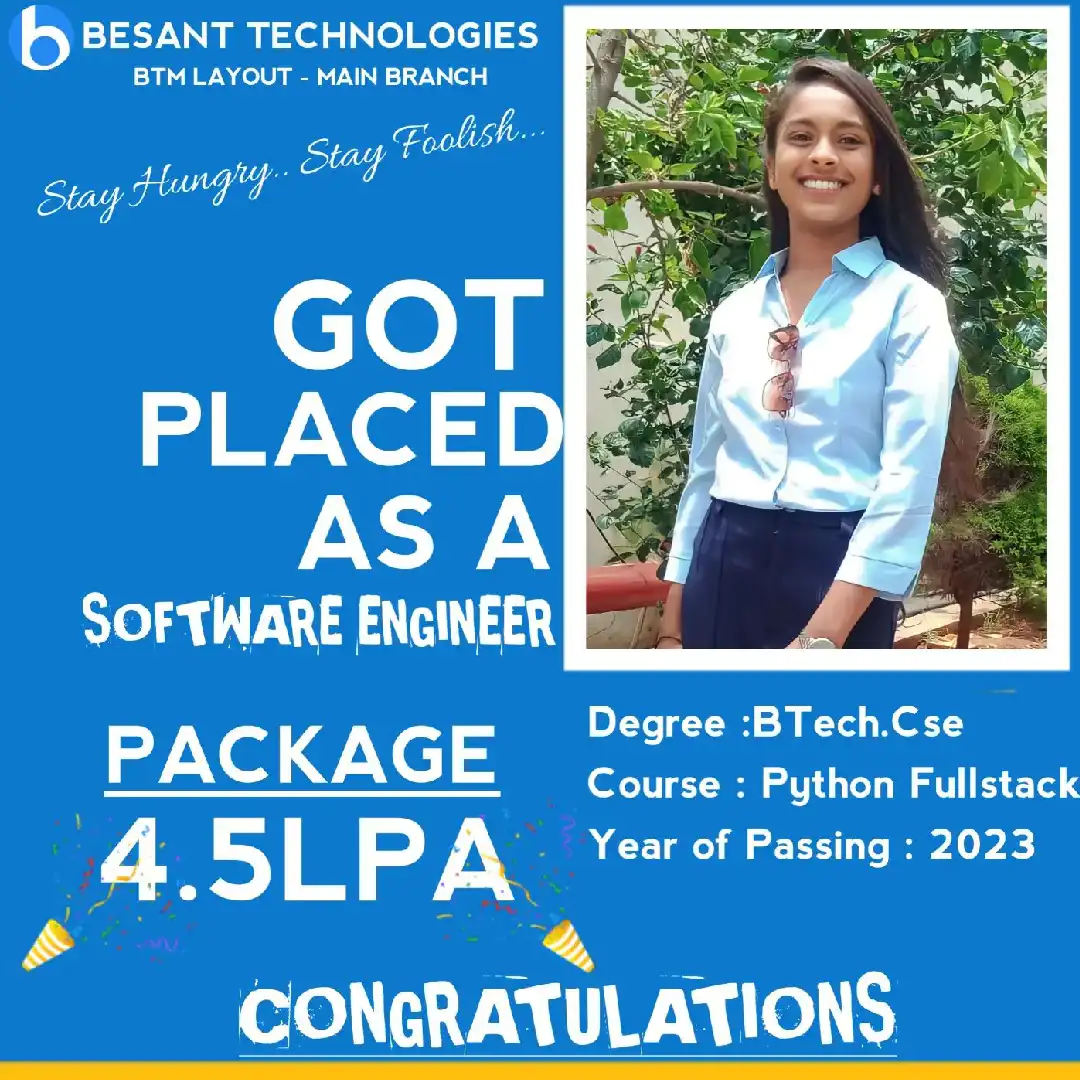 BESANT TECHNOLOGIES
BTM LAYOUT - MAIN BRANCH
Stay Hungry.. Stay Foolish...
GOT
PLACED
AS A
SOFTWARE ENGINEER
PACKAGE
4.5LPA
Degree :BTech.Cse
Course : Python Fullstack
Year of Passing : 2023
CONGRATULATIONS